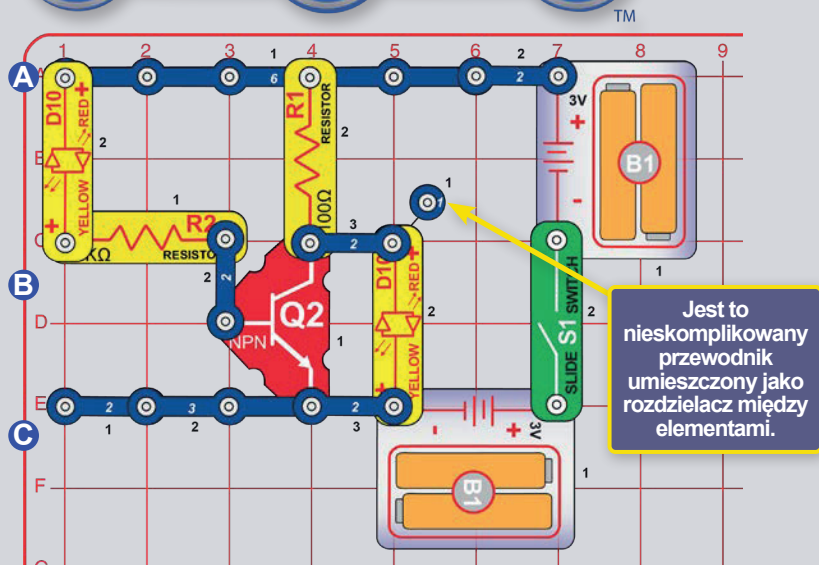 TM
1 2 3 4 5 6 7 8 9
1 2
A
6 2
3V
+
D10 RED+
2
R1 RESISTOR
2
B
-
B1
1
1
100Ω
R2
KΩ RESISTO
C
3
2
1
2 2
B
D10 RED+
2
+ YELLOW
D
Q2
NPN
1
S1
SLIDE SWITCH
2
Jest to
nieskomplikowany
przewodnik
umieszczony jako
rozdzielacz między
elementami.
+ YELLOW
E
2 3 2
1 2 3
C
- + 3V
F
B1
1